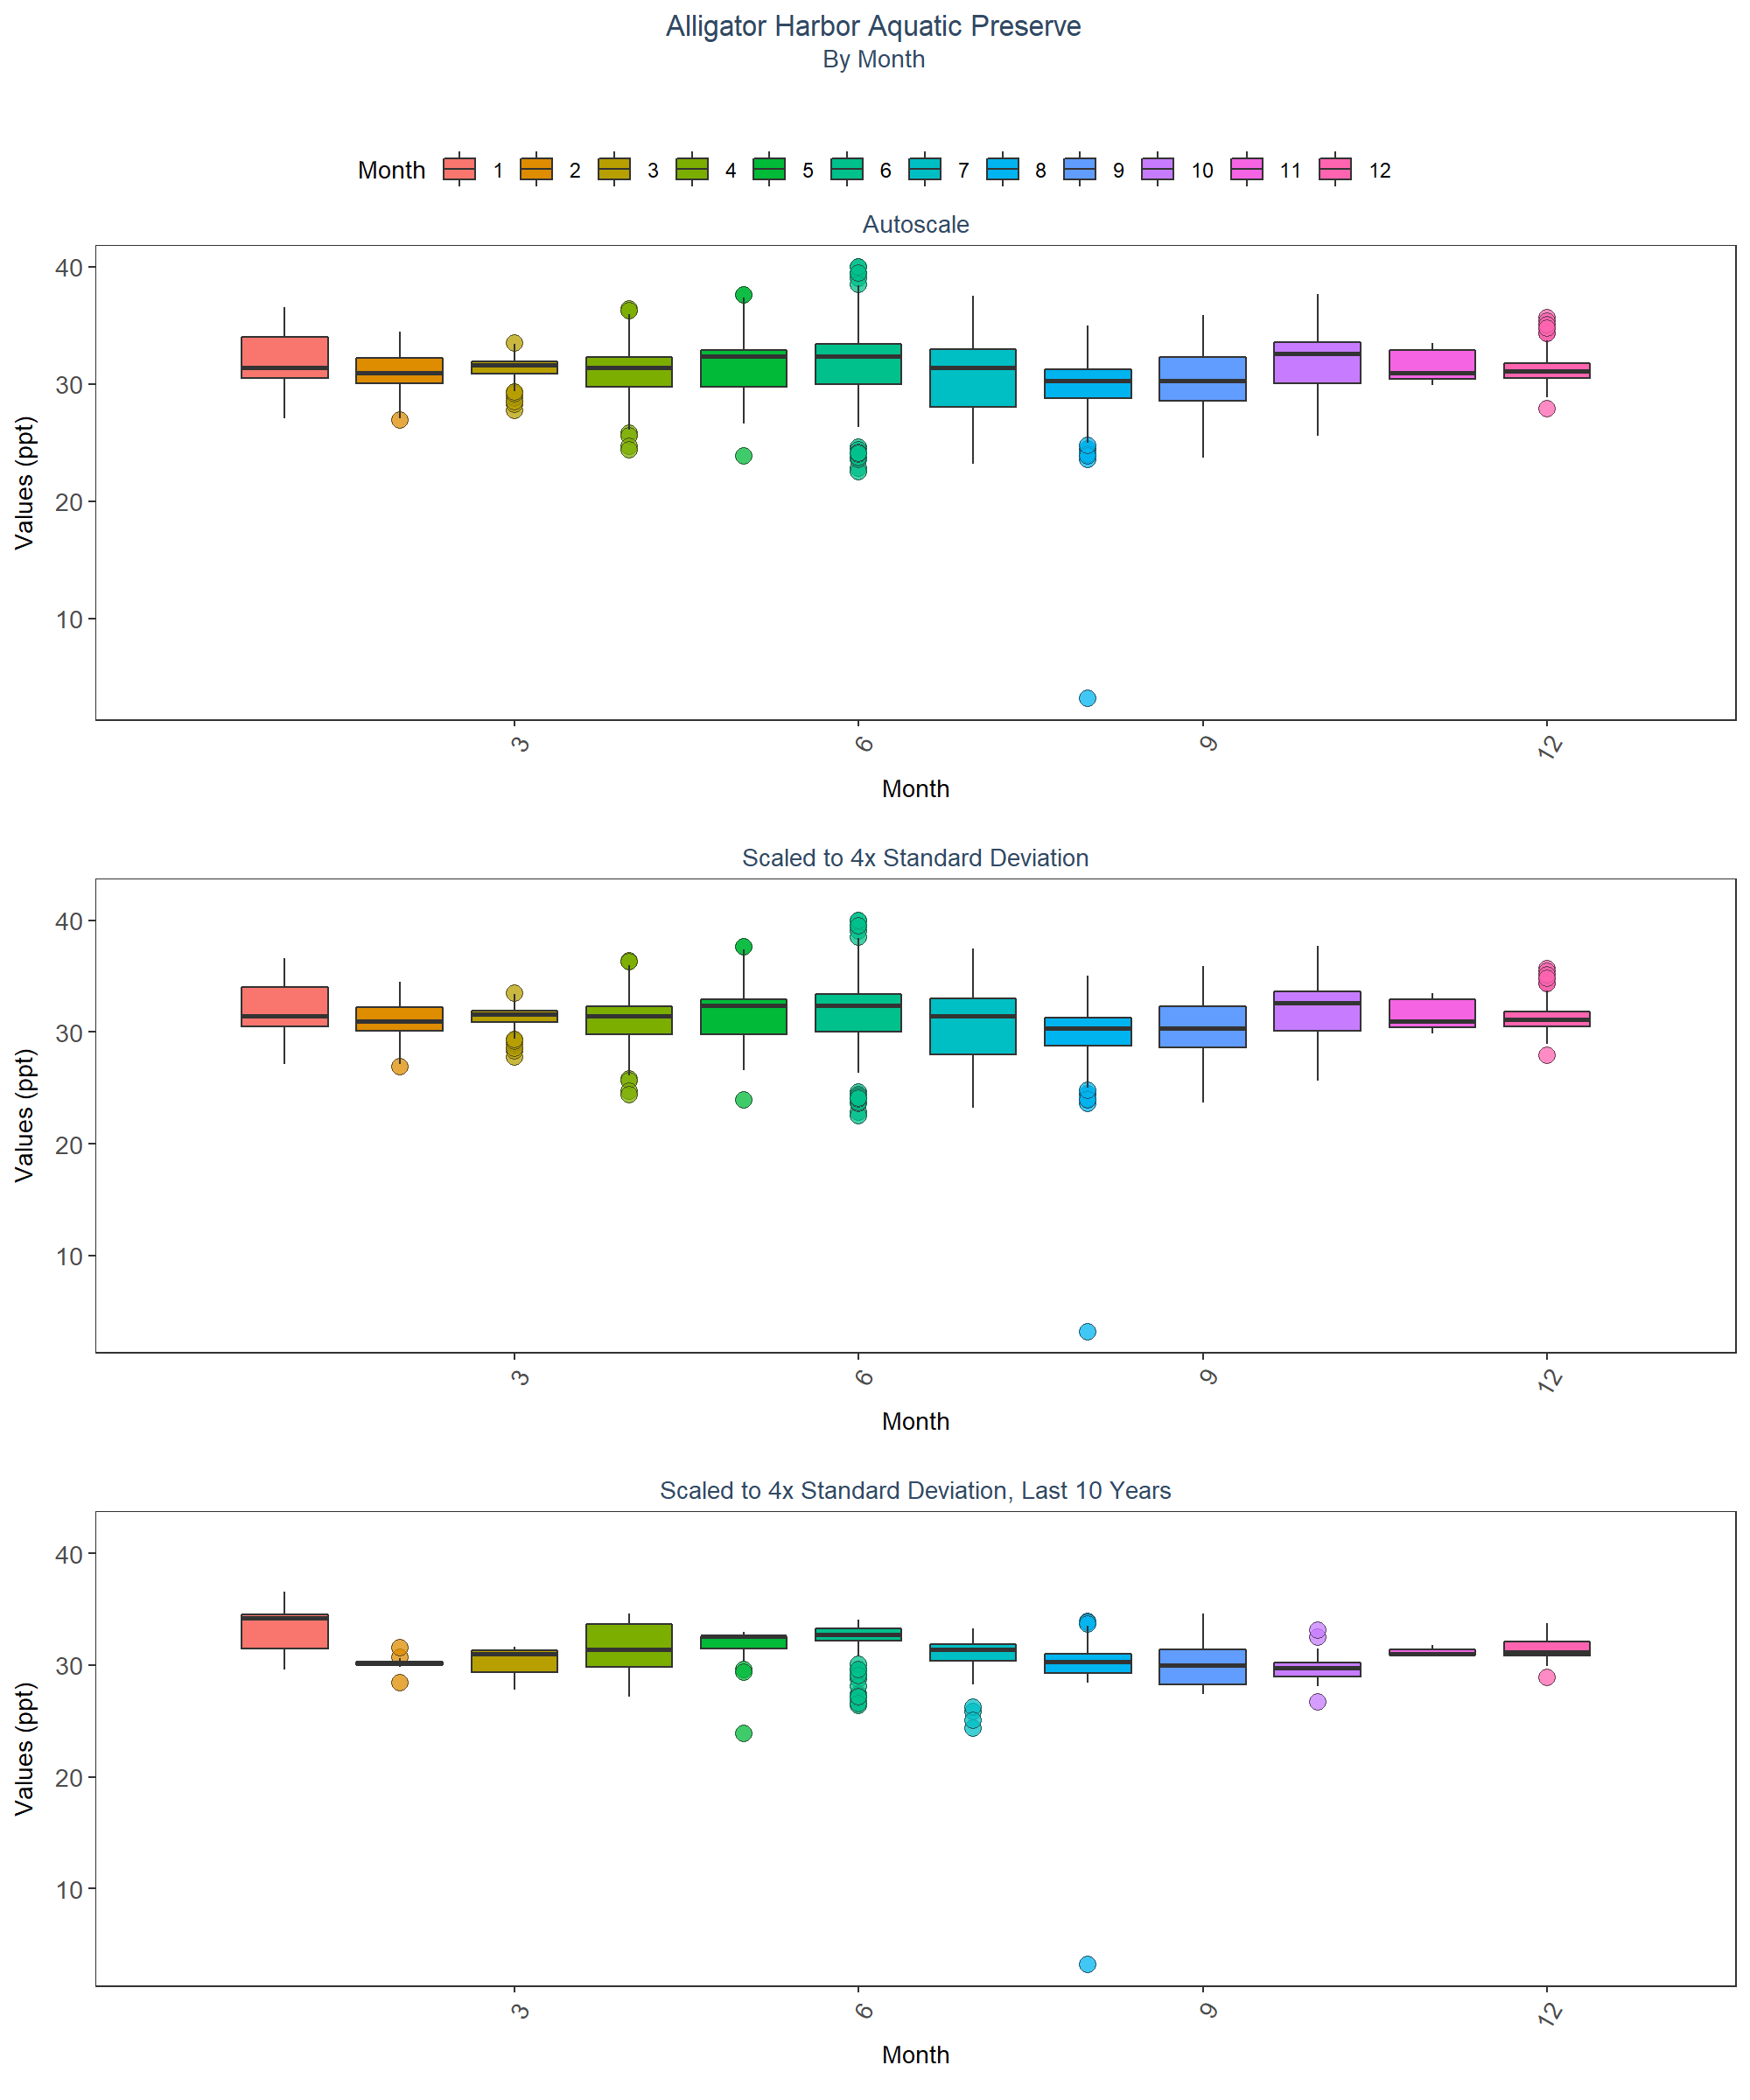 Alligator Harbor Aquatic Preserve
By Month
Month 1 2 3 4 5 6 7 8 9 10 11 12
Autoscale
40
30
20
10
Values (ppt)
3 6 9 12
Month
Scaled to 4x Standard Deviation
40
30
20
10
Values (ppt)
3 6 9 12
Month
Scaled to 4x Standard Deviation, Last 10 Years
40
30
20
10
Values (ppt)
3 6 9 12
Month